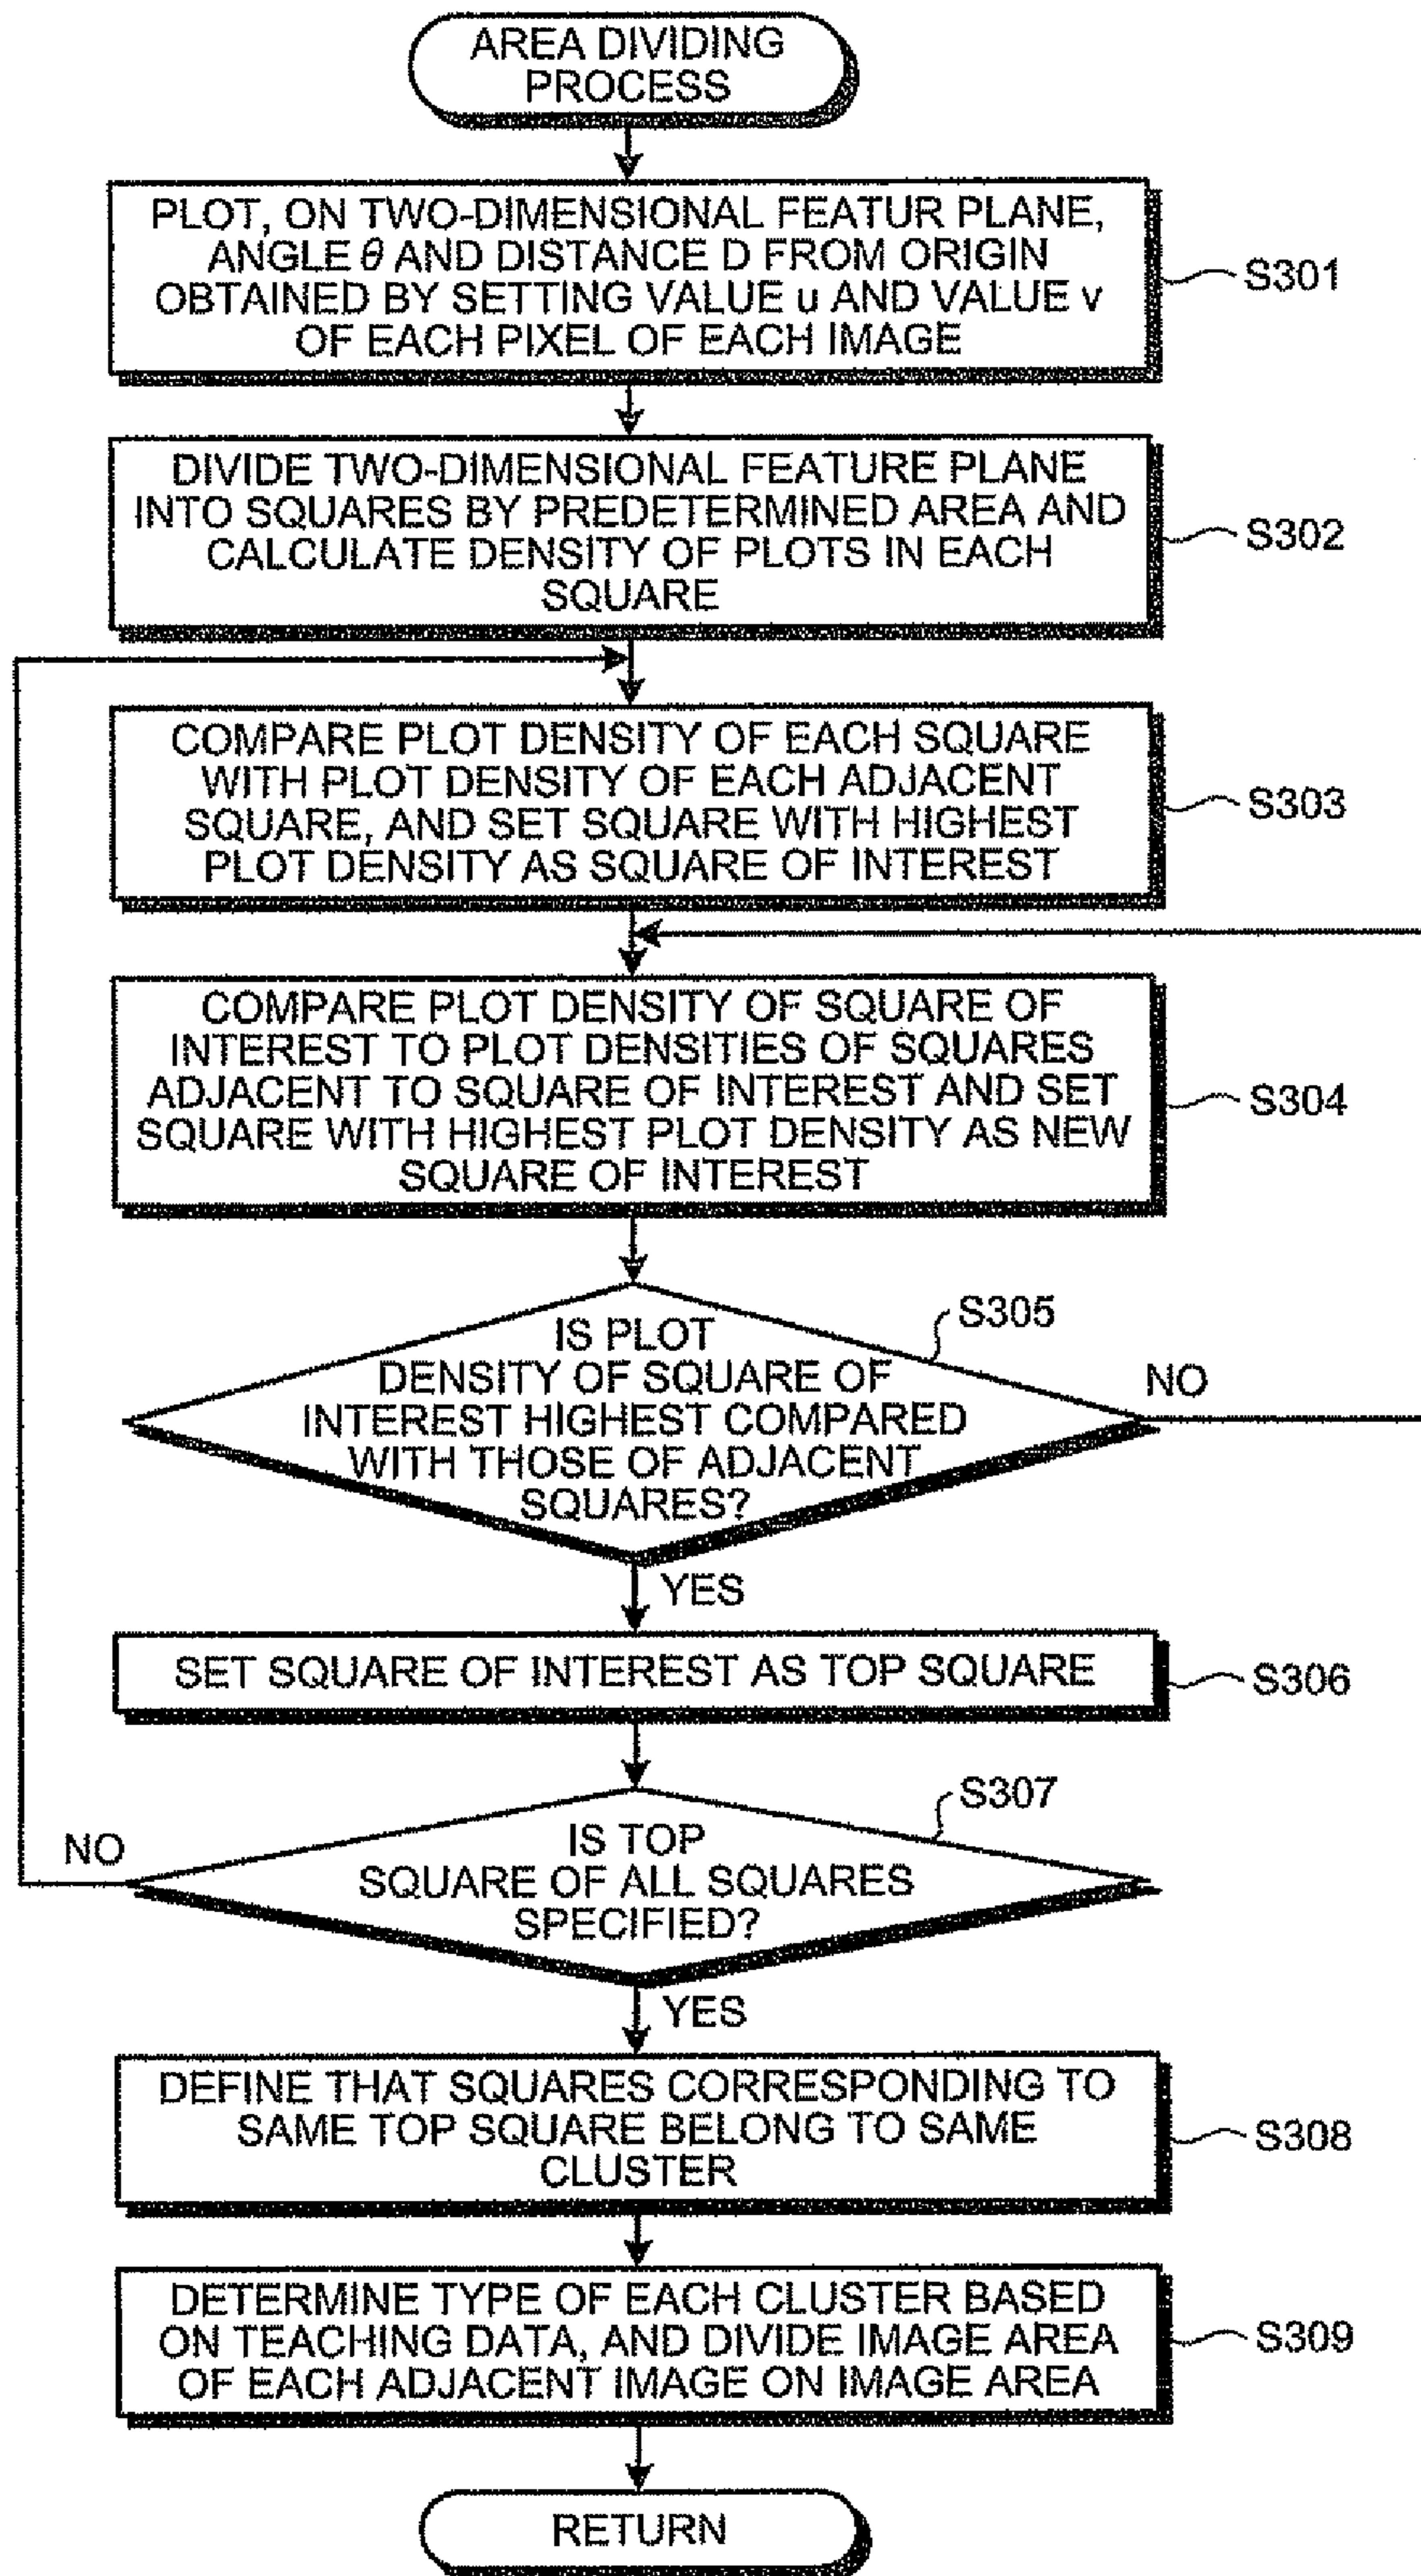 AREA DIVIDING
PROCESS
PLOT, ON TWO-DIMENSIONAL FEATUR PLANE,
ANGLE θ AND DISTANCE D FROM ORIGIN
OBTAINED BY SETTING VALUE u AND VALUE v
OF EACH PIXEL OF EACH IMAGE
S301
DIVIDE TWO-DIMENSIONAL FEATURE PLANE
INTO SQUARES BY PREDETERMINED AREA AND
CALCULATE DENSITY OF PLOTS IN EACH
SQUARE
S302
COMPARE PLOT DENSITY OF EACH SQUARE
WITH PLOT DENSITY OF EACH ADJACENT
SQUARE, AND SET SQUARE WITH HIGHEST
PLOT DENSITY AS SQUARE OF INTEREST
S303
COMPARE PLOT DENSITY OF SQUARE OF
INTEREST TO PLOT DENSITIES OF SQUARES
ADJACENT TO SQUARE OF INTEREST AND SET
SQUARE WITH HIGHEST PLOT DENSITY AS NEW
SQUARE OF INTEREST
S304
IS PLOT
DENSITY OF SQUARE OF
INTEREST HIGHEST COMPARED
WITH THOSE OF ADJACENT
SQUARES?
S305
NO
YES
SET SQUARE OF INTEREST AS TOP SQUARE
S306
IS TOP
SQUARE OF ALL SQUARES
SPECIFIED?
S307
NO
YES
DEFINE THAT SQUARES CORRESPONDING TO
SAME TOP SQUARE BELONG TO SAME
CLUSTER
S308
DETERMINE TYPE OF EACH CLUSTER BASED
ON TEACHING DATA, AND DIVIDE IMAGE AREA
OF EACH ADJACENT IMAGE ON IMAGE AREA
S309
RETURN